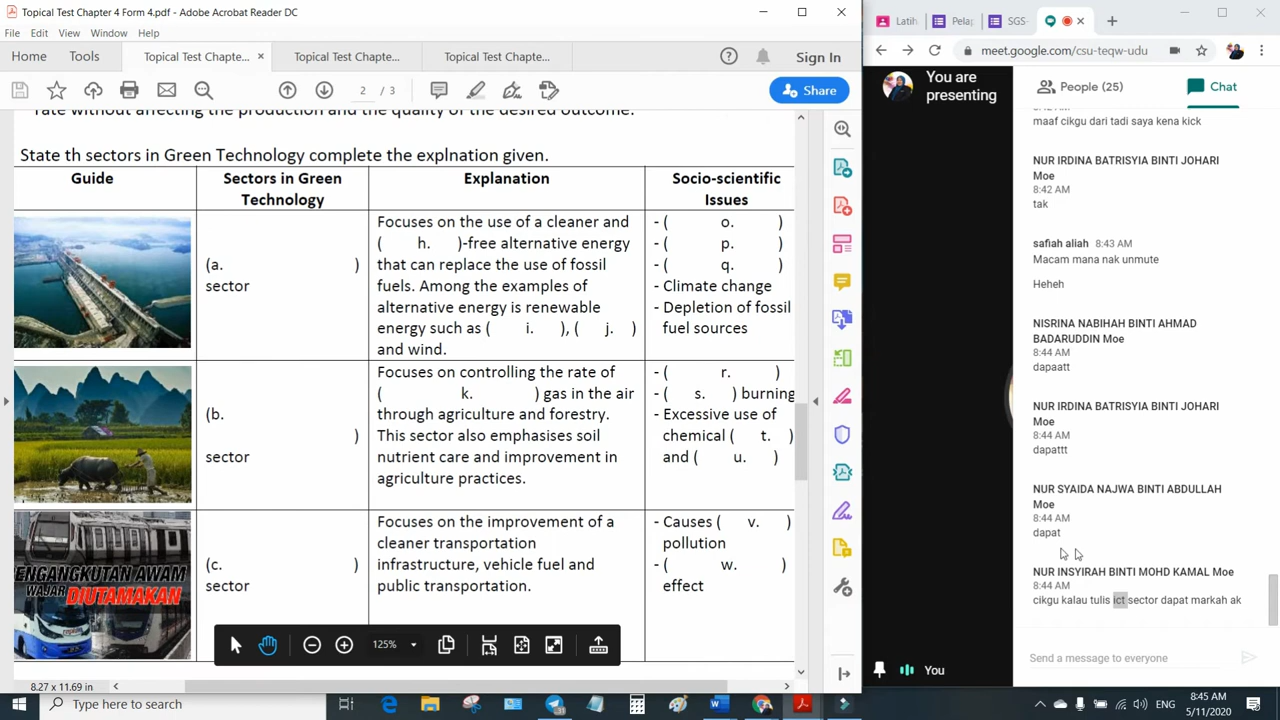 Topical Test Chapter 4 Form 4.pdf - Adobe Acrobat Reader DC
File Edit View Window Help
Home Tools Topical Test Chapte... × Topical Test Chapte... Topical Test Chapte... Sign In
2 / 3 Share
rate without affecting the production and the quality of the desired outcome.
State th sectors in Green Technology complete the explnation given.
Guide
Sectors in Green
Technology
Explanation
Socio-scientific
Issues
(a. )
sector
Focuses on the use of a cleaner and
( h. )-free alternative energy
that can replace the use of fossil
fuels. Among the examples of
alternative energy is renewable
energy such as ( i. ), ( j. )
and wind.
- ( o. )
- ( p. )
- ( q. )
- Climate change
- Depletion of fossil
fuel sources
(b.
)
sector
Focuses on controlling the rate of
( k. ) gas in the air
through agriculture and forestry.
This sector also emphasises soil
nutrient care and improvement in
agriculture practices.
- ( r. )
- ( s. ) burning
- Excessive use of
chemical ( t. )
and ( u. )
ENGANGKUTAN AWAM
WAJAR DIUTAMAKAN
(c. )
sector
Focuses on the improvement of a
cleaner transportation
infrastructure, vehicle fuel and
public transportation.
- Causes ( v. )
pollution
- ( w. )
effect
125%
8.27 x 11.69 in
Latih Pelaj SGS-
meet.google.com/csu-teqw-udu
You are
presenting
People (25) Chat
maaf cikgu dari tadi saya kena kick
NUR IRDINA BATRISYIA BINTI JOHARI
Moe
8:42 AM
tak
safiah aliah 8:43 AM
Macam mana nak unmute
Heheh
NISRINA NABIHAH BINTI AHMAD
BADARUDDIN Moe
8:44 AM
dapaatt
NUR IRDINA BATRISYIA BINTI JOHARI
Moe
8:44 AM
dapattt
NUR SYAIDA NAJWA BINTI ABDULLAH
Moe
8:44 AM
dapat
NUR INSYIRAH BINTI MOHD KAMAL Moe
8:44 AM
cikgu kalau tulis ict sector dapat markah ak
Send a message to everyone
You
Type here to search
ENG
8:45 AM
5/11/2020